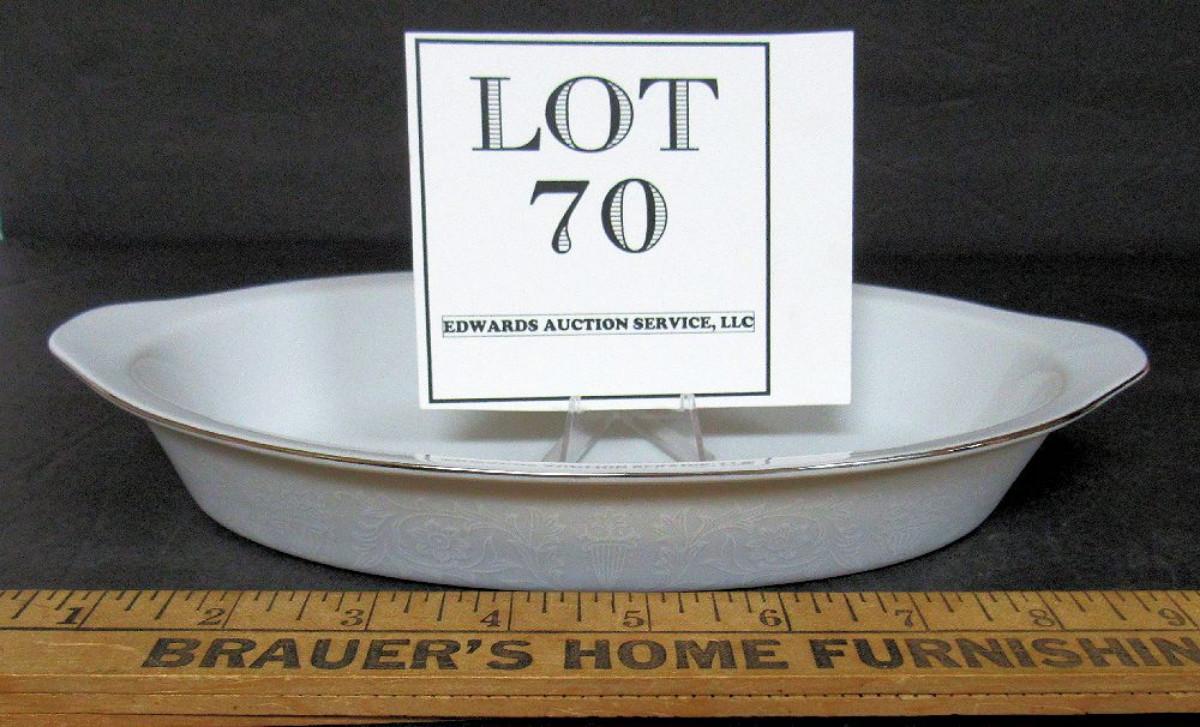 LOT
70
EDWARDS AUCTION SERVICE, LLC
1 2 3 4 5 6 7 8 9
BRAUER'S HOME FURNISHIN